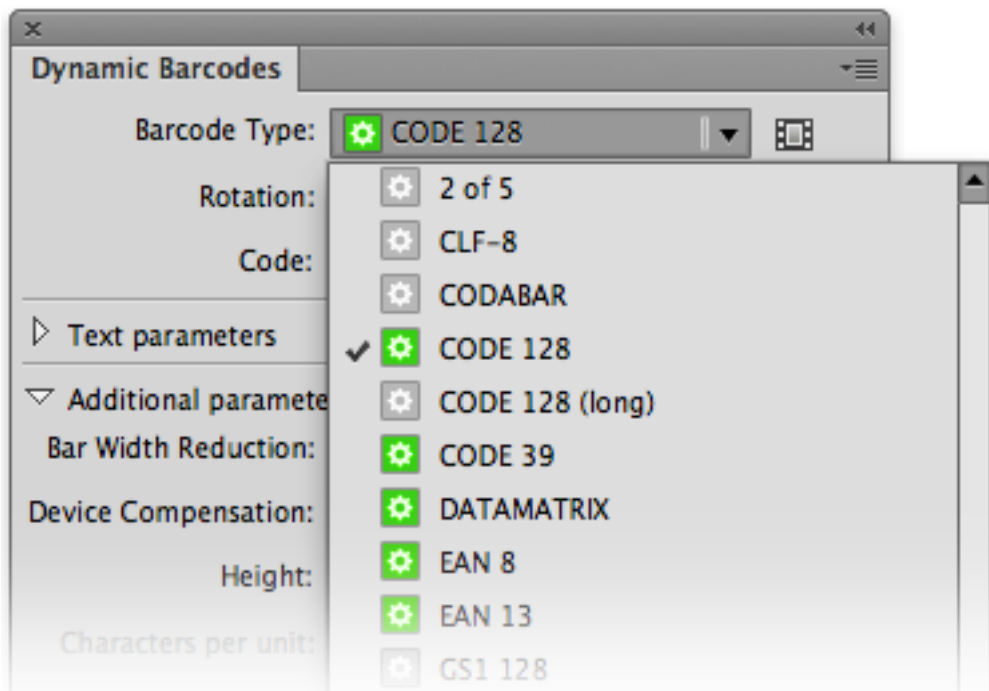 Dynamic Barcodes
Barcode Type: CODE 128
Rotation:
Code:
Text parameters
Additional paramete
Bar Width Reduction:
Device Compensation:
Height:
Characters per unit:
2 of 5
CLF-8
CODABAR
CODE 128
CODE 128 (long)
CODE 39
DATAMATRIX
EAN 8
EAN 13
GS1 128